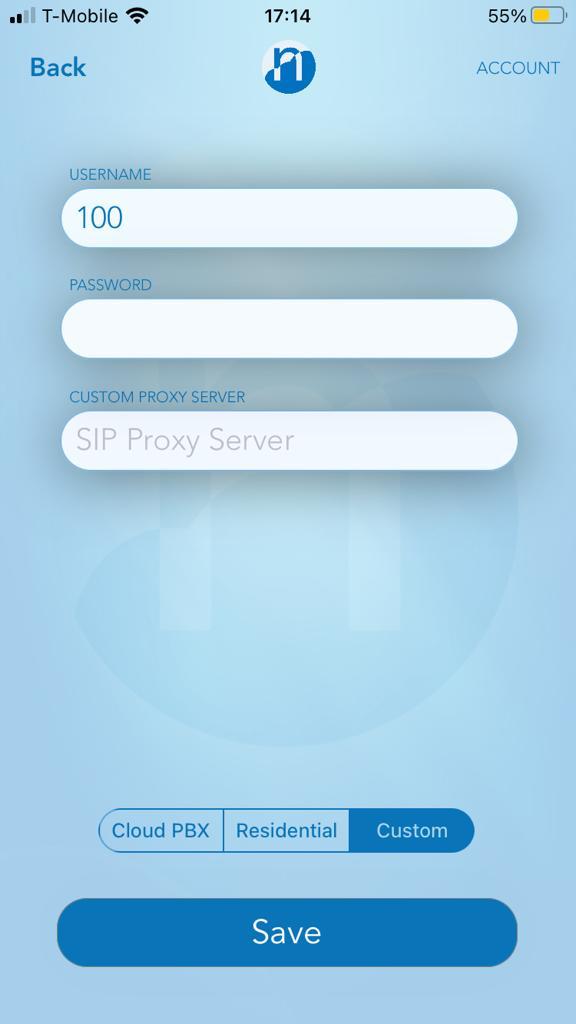 T-Mobile 17:14 55%
Back n ACCOUNT
USERNAME
100
PASSWORD
CUSTOM PROXY SERVER
SIP Proxy Server
Cloud PBX Residential Custom
Save